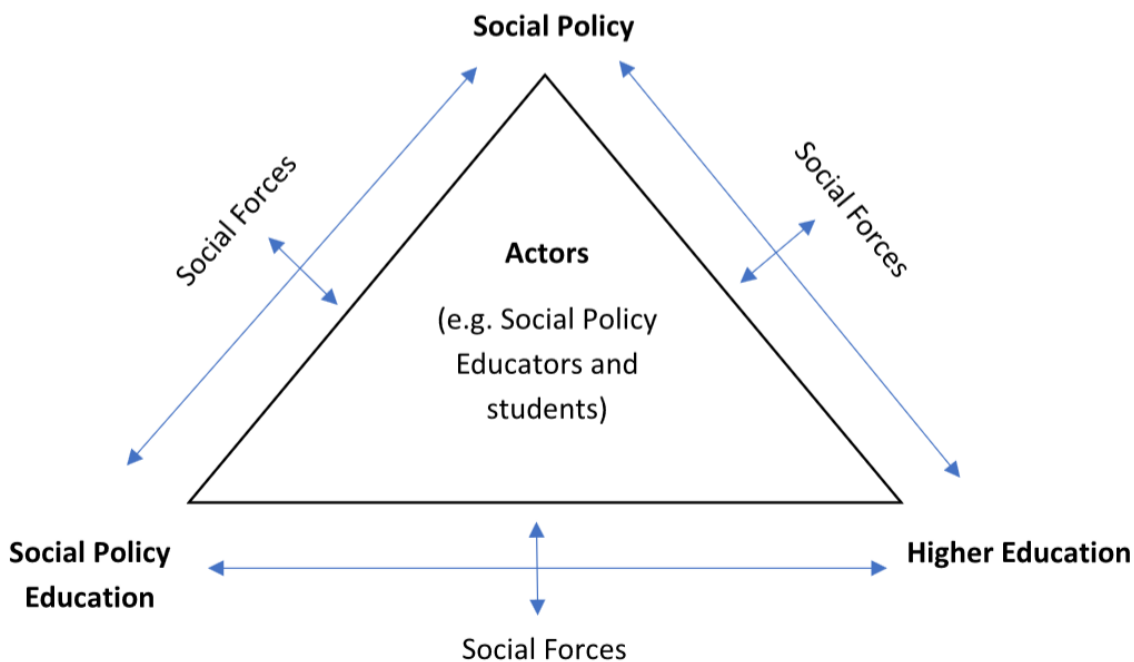 Social Policy
Social Forces
Social Forces
Actors
(e.g. Social Policy
Educators and
students)
Social Policy
Education
Higher Education
Social Forces